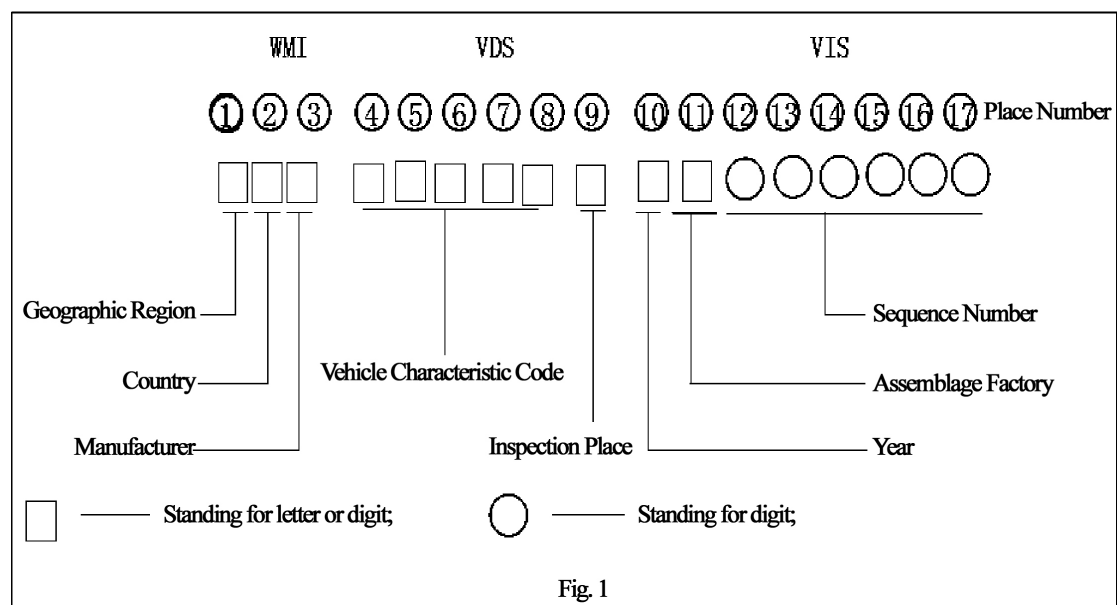 WMI VDS VIS
① ② ③ ④ ⑤ ⑥ ⑦ ⑧ ⑨ ⑩ ⑪ ⑫ ⑬ ⑭ ⑮ ⑯ ⑰ Place Number
Geographic Region Sequence Number
Vehicle Characteristic Code
Country Assemblage Factory
Manufacturer Inspection Place Year
Standing for letter or digit; Standing for digit;
Fig. 1